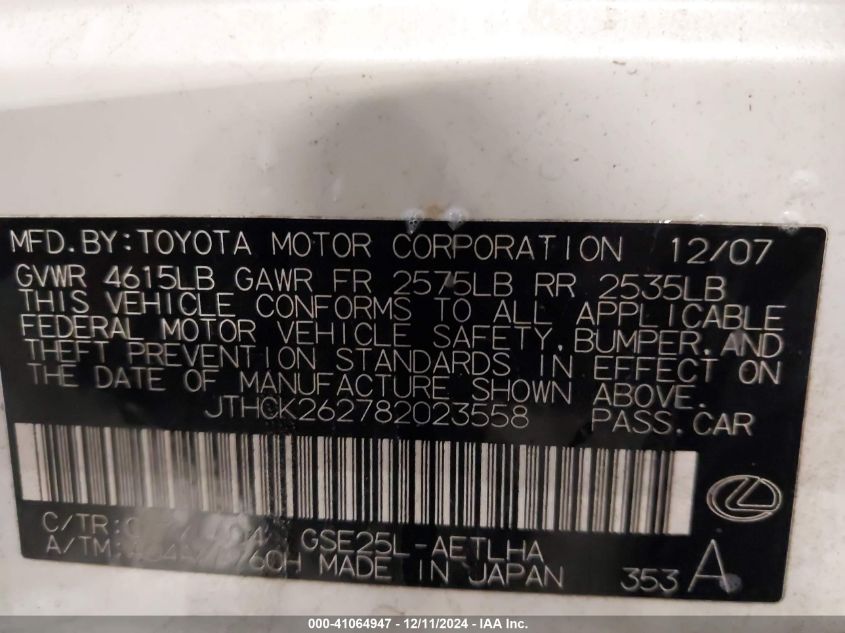 MFD.BY:TOYOTA MOTOR CORPORATION 12/07
GVWR 4615LB GAWR FR 2575LB RR 2535LB
THIS VEHICLE CONFORMS TO ALL APPLICABLE
FEDERAL MOTOR VEHICLE SAFETY,BUMPER,AND
THEFT PREVENTION STANDARDS IN EFFECT ON
THE DATE OF MANUFACTURE SHOWN ABOVE.
JTHCK262782023558 PASS.CAR
C/TR: GSE25L-AETLHA
A/TM: MADE IN JAPAN 353 A
000-41064947 - 12/11/2024 - IAA Inc.